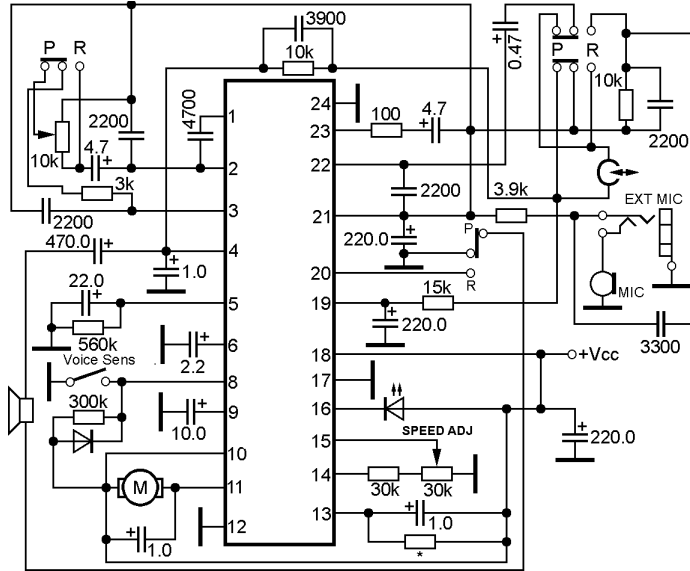 3900
P R
10k
P R
0.47
10k
2200
4700
1
24
100
4.7
2200
23
10k
4.7
2
22
3k
2200
3.9k
EXT MIC
3
21
2200
470.0
220.0
P
4
1.0
20
R
MIC
22.0
15k
5
19
560k
220.0
3300
Voice Sens
6
18
+Vcc
2.2
17
8
300k
9
16
10.0
SPEED ADJ
220.0
15
10
M
11
14
30k
30k
13
12
1.0
1.0
*